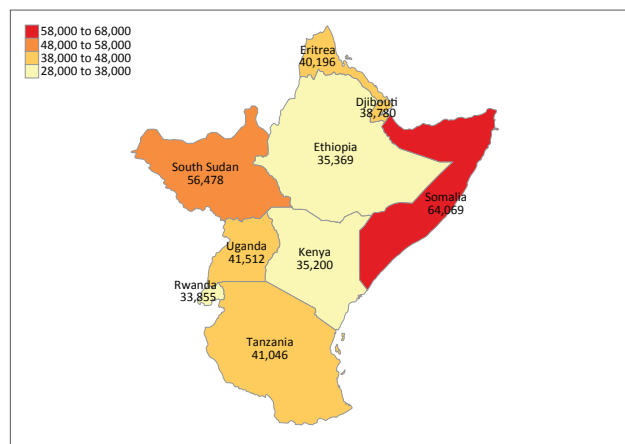 58,000 to 68,000
48,000 to 58,000
38,000 to 48,000
28,000 to 38,000
Eritrea
40,196
Djibouti
38,780
Ethiopia
35,369
South Sudan
56,478
Somalia
64,069
Uganda
41,512
Kenya
35,200
Rwanda
33,855
Tanzania
41,046